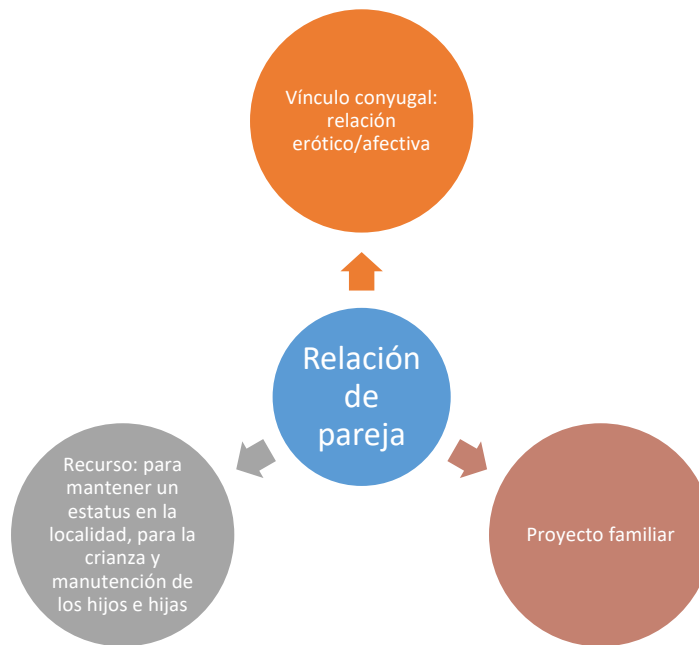 Vínculo conyugal:
relación
erótico/afectiva
Relación
de
pareja
Recurso: para
mantener un
estatus en la
localidad, para la
crianza y
manutención de
los hijos e hijas
Proyecto familiar